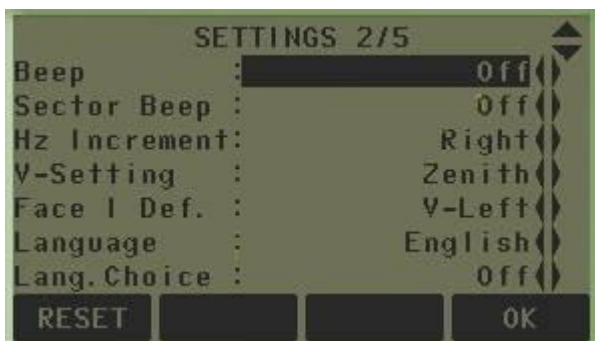 SETTINGS 2/5
Beep : Off
Sector Beep : Off
Hz Increment: Right
V-Setting : Zenith
Face I Def. : V-Left
Language : English
Lang.Choice : Off
RESET OK